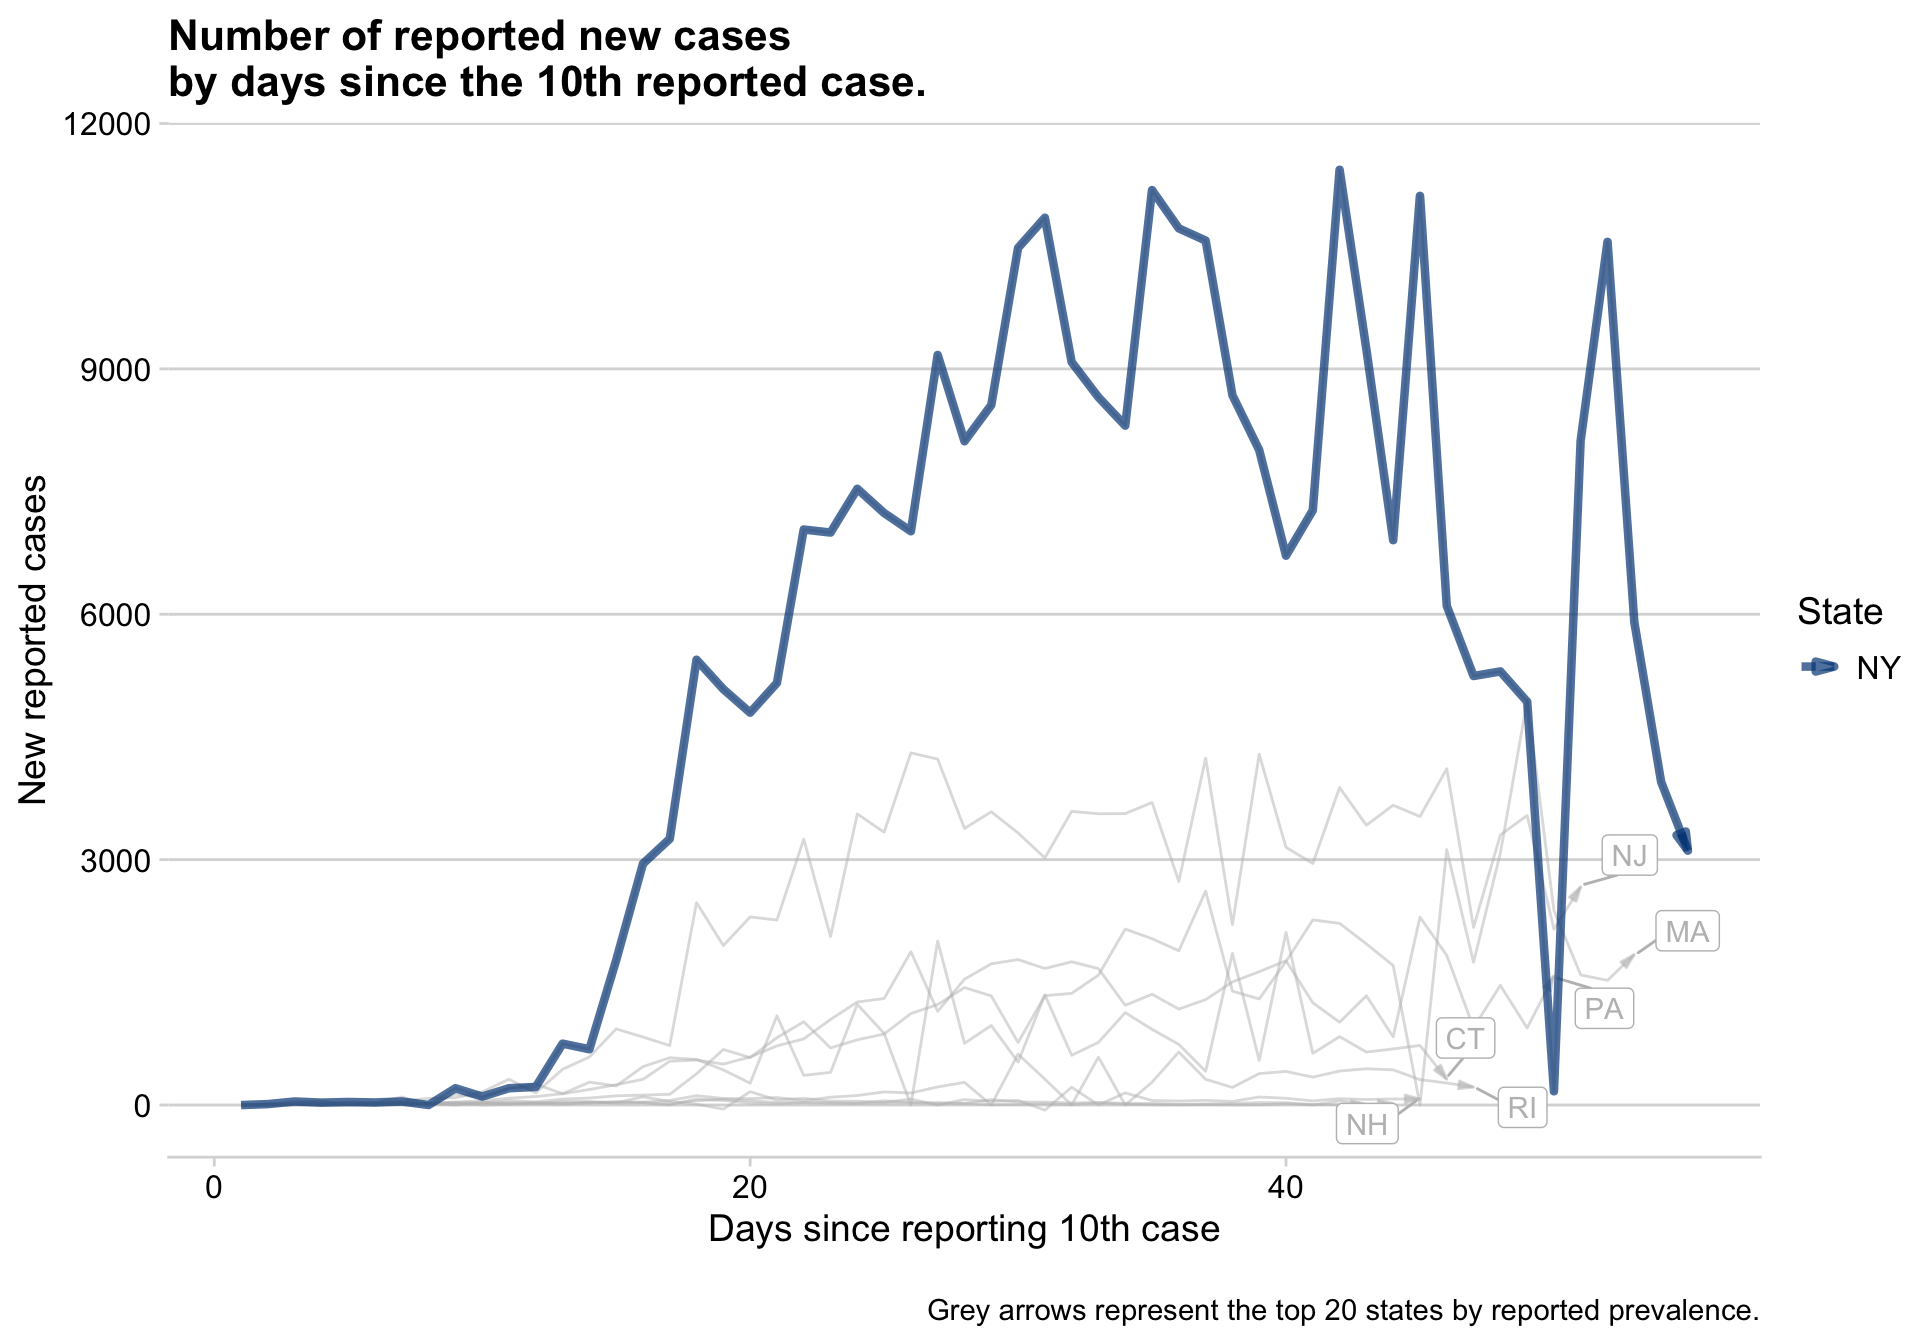 Number of reported new cases
by days since the 10th reported case.
12000
9000
6000
3000
0
New reported cases
State
NY
NJ
MA
PA
CT
RI
NH
0
20
40
Days since reporting 10th case
Grey arrows represent the top 20 states by reported prevalence.